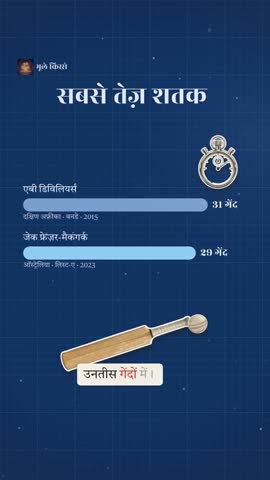 भूले किस्से
सबसे तेज़ शतक
एबी डिविलियर्स
31 गेंद
दक्षिण अफ़्रीका · वनडे · 2015
जेक फ्रेज़र-मैकगर्क
29 गेंद
ऑस्ट्रेलिया · लिस्ट-ए · 2023
उनतीस गेंदों में।